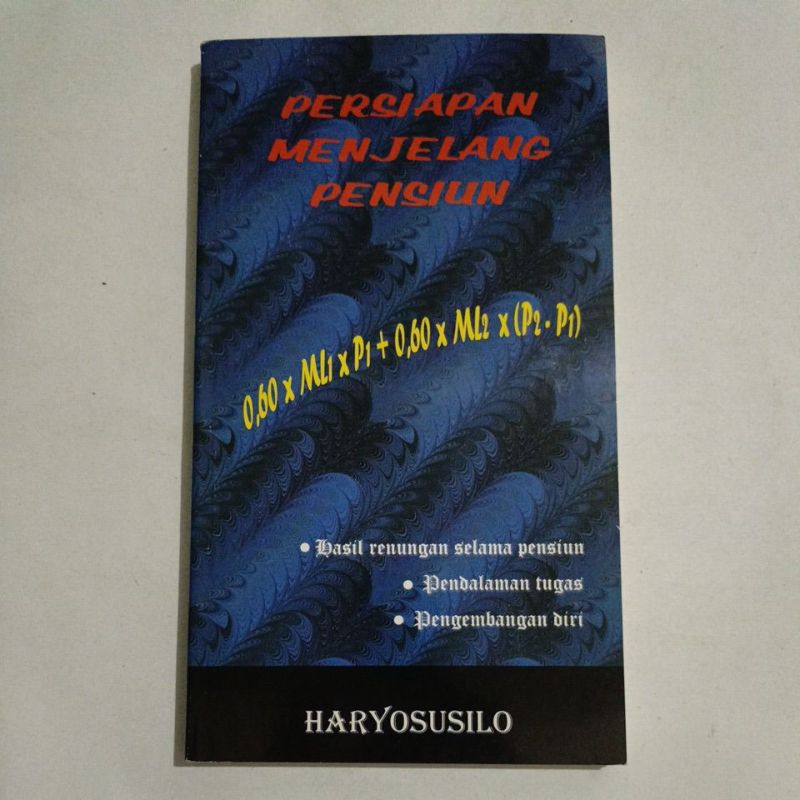 PERSIAPAN
MENJELANG
PENSIUN
0,60 x ML1 x P1 + 0,60 x ML2 x (P2 - P1)
• Hasil renungan selama pensiun
• Pendalaman tugas
• Pengembangan diri
HARYOSUSILO